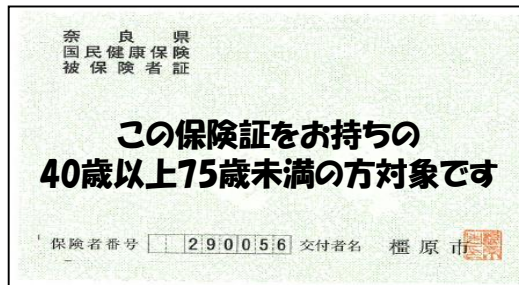 奈良県
国民健康保険
被保険者証
この保険証をお持ちの
40歳以上75歳未満の方対象です
保険者番号 290056 交付者名 橿原市